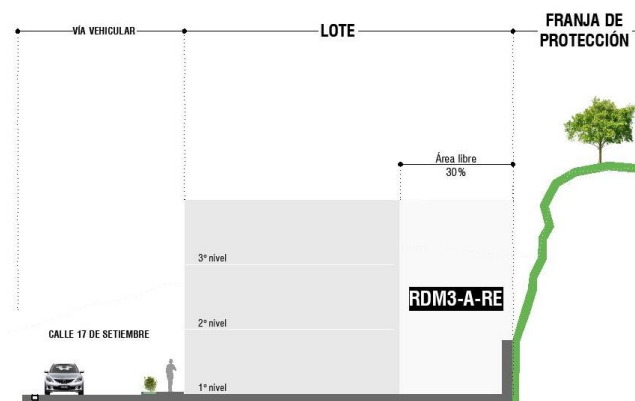 VÍA VEHICULAR
LOTE
FRANJA DE
PROTECCIÓN
Área libre
30%
3º nivel
RDM3-A-RE
2º nivel
CALLE 17 DE SETIEMBRE
1º nivel